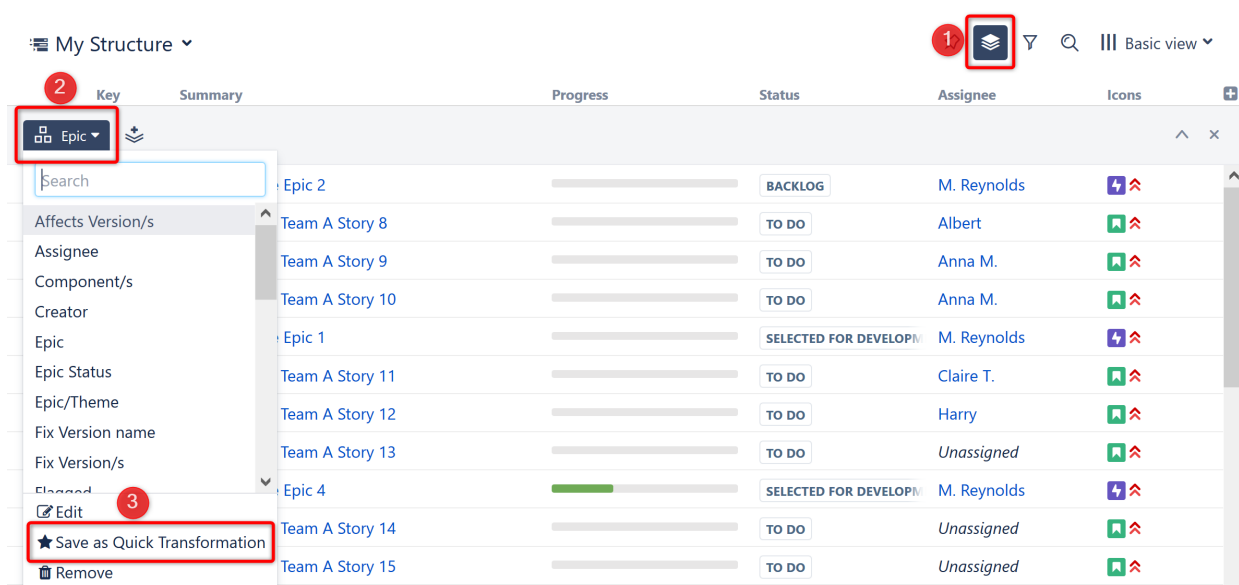 My Structure
1
Basic view
2
Key Summary Progress Status Assignee Icons
Epic
Search
Affects Version/s
Assignee
Component/s
Creator
Epic
Epic Status
Epic/Theme
Fix Version name
Fix Version/s
Flagged
3
Edit
Save as Quick Transformation
Remove
Epic 2 BACKLOG M. Reynolds
Team A Story 8 TO DO Albert
Team A Story 9 TO DO Anna M.
Team A Story 10 TO DO Anna M.
Epic 1 SELECTED FOR DEVELOPM M. Reynolds
Team A Story 11 TO DO Claire T.
Team A Story 12 TO DO Harry
Team A Story 13 TO DO Unassigned
Epic 4 SELECTED FOR DEVELOPM M. Reynolds
Team A Story 14 TO DO Unassigned
Team A Story 15 TO DO Unassigned